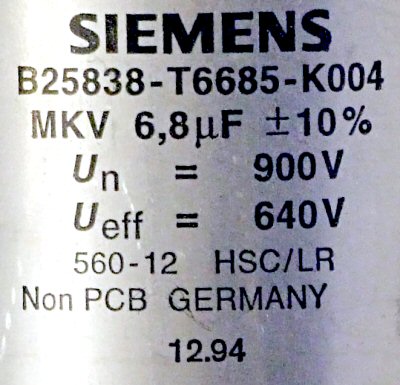 SIEMENS
B25838-T6685-K004
MKV 6,8µF ±10%
Un = 900V
Ueff = 640V
560-12 HSC/LR
Non PCB GERMANY
12.94